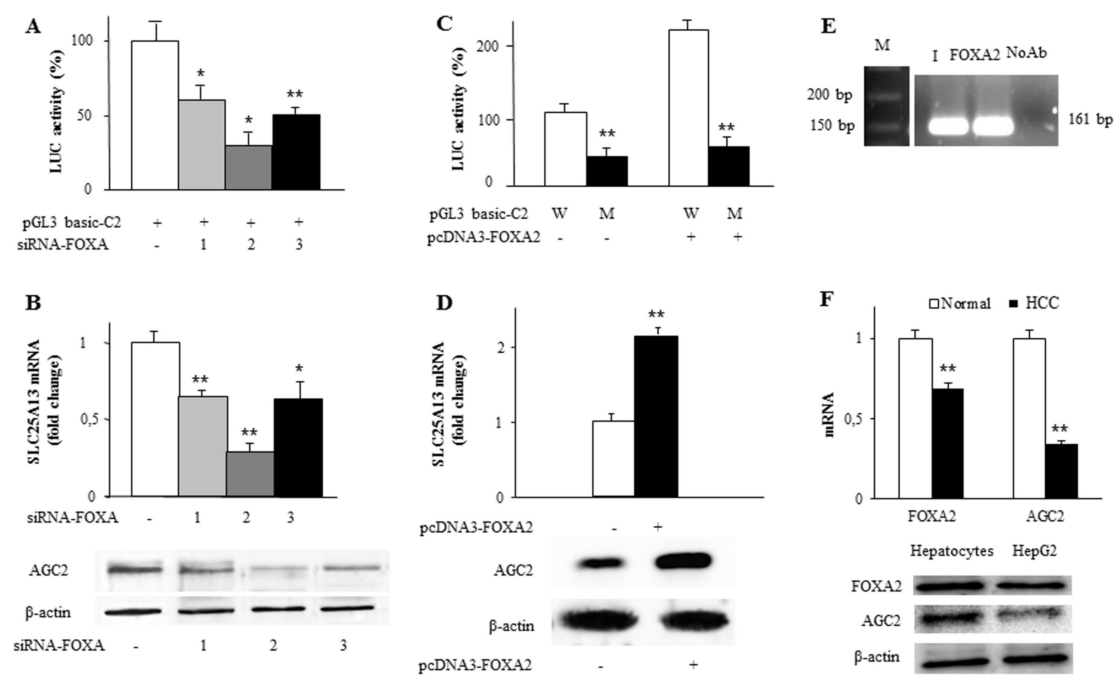 A
LUC activity (%)
100
50
0
*
*
**
pGL3 basic-C2 + + + +
siRNA-FOXA - 1 2 3
B
SLC25A13 mRNA
(fold change)
1
0,5
0
**
**
*
siRNA-FOXA - 1 2 3
AGC2
β-actin
siRNA-FOXA - 1 2 3
C
LUC activity (%)
200
100
0
**
**
pGL3 basic-C2 W M W M
pcDNA3-FOXA2 - - + +
D
SLC25A13 mRNA
(fold change)
2
1
0
**
pcDNA3-FOXA2 - +
AGC2
β-actin
pcDNA3-FOXA2 - +
E
M I FOXA2 NoAb
200 bp
150 bp
161 bp
F
Normal HCC
mRNA
1
0,5
0
**
**
FOXA2 AGC2
Hepatocytes HepG2
FOXA2
AGC2
β-actin